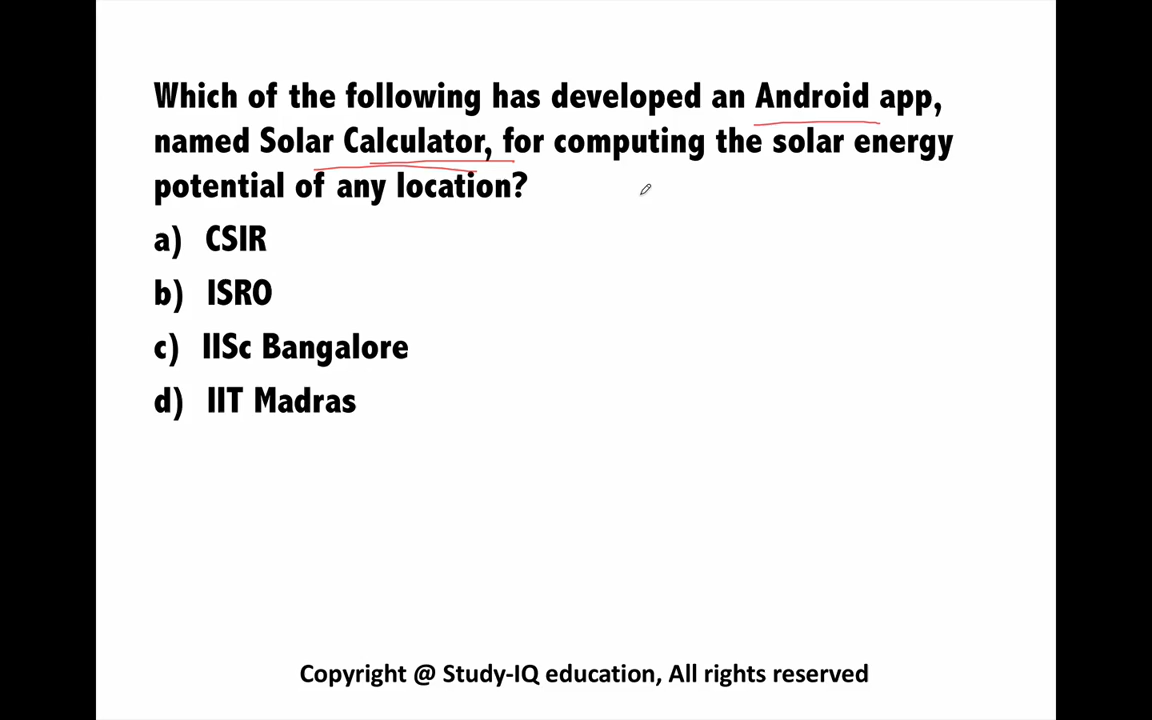 Which of the following has developed an Android app,
named Solar Calculator, for computing the solar energy
potential of any location?
a) CSIR
b) ISRO
c) IISc Bangalore
d) IIT Madras
Copyright @ Study-IQ education, All rights reserved